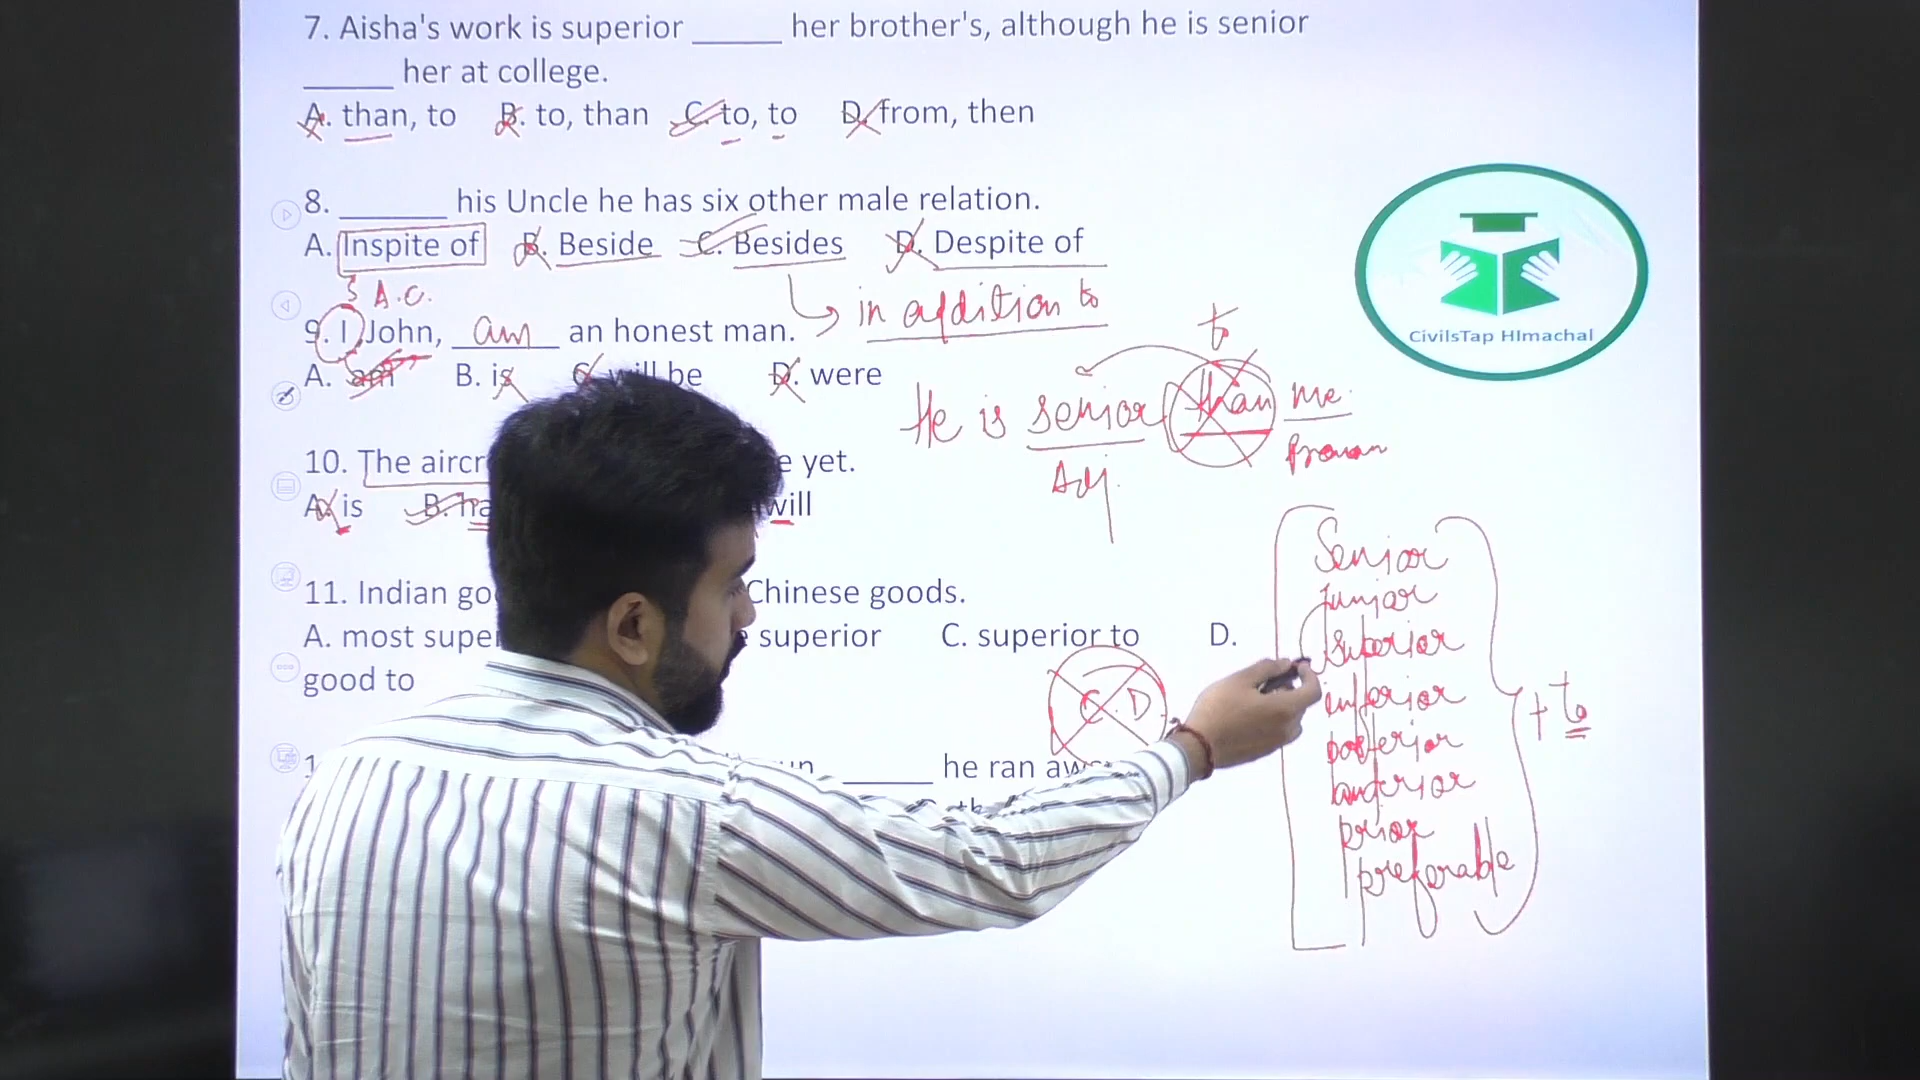 7. Aisha's work is superior _____ her brother's, although he is senior
_____ her at college.
A. than, to B. to, than C. to, to D. from, then
8. ______ his Uncle he has six other male relation.
A. Inspite of B. Beside C. Besides D. Despite of
A.C.
in addition to
9. I, John, am an honest man.
A. am B. is C. will be D. were
to
He is senior than me
Adj.
10. The aircr e yet.
A. is B. ha will
11. Indian go Chinese goods.
A. most supe superior C. superior to D.
good to
C.D
Senior
junior
superior
inferior
posterior
anterior
prior
preferable
+ to
_____ he ran aw
CivilsTap HImachal